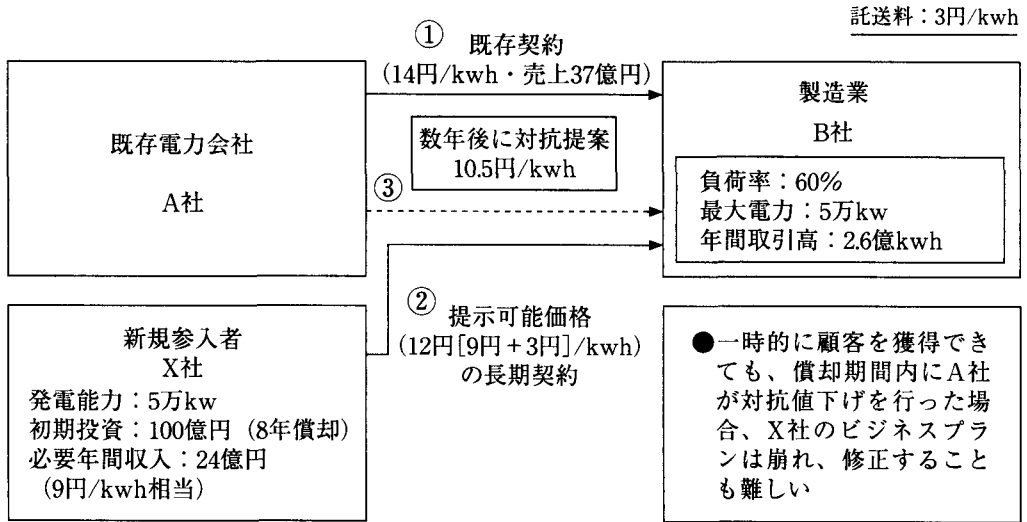 託送料：3円/kwh
① 既存契約
（14円/kwh・売上37億円）
既存電力会社
A社
数年後に対抗提案
10.5円/kwh
③
製造業
B社
負荷率：60%
最大電力：5万kw
年間取引高：2.6億kwh
新規参入者
X社
発電能力：5万kw
初期投資：100億円（8年償却）
必要年間収入：24億円
（9円/kwh相当）
② 提示可能価格
（12円[9円＋3円]/kwh）
の長期契約
●一時的に顧客を獲得でき
ても、償却期間内にA社
が対抗値下げを行った場
合、X社のビジネスプラ
ンは崩れ、修正すること
も難しい